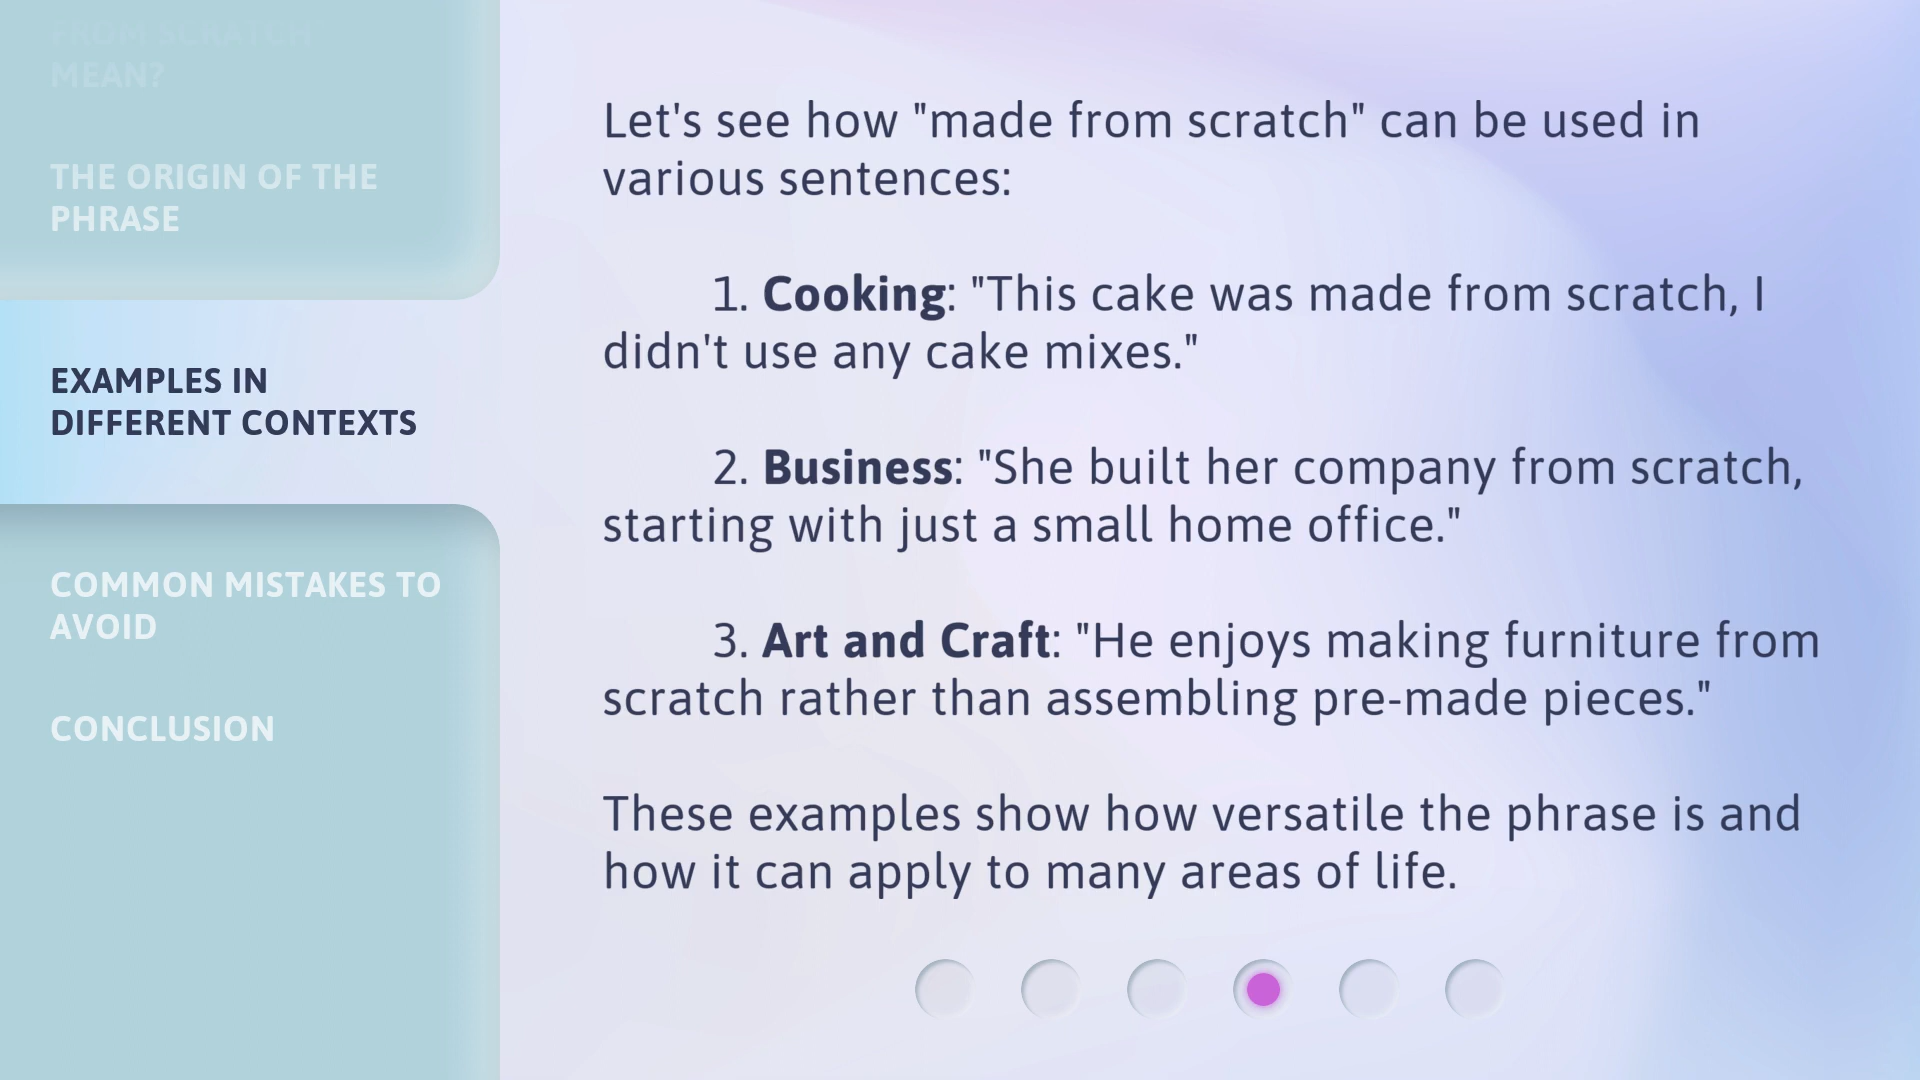 FROM SCRATCH
MEAN?
THE ORIGIN OF THE
PHRASE
EXAMPLES IN
DIFFERENT CONTEXTS
COMMON MISTAKES TO
AVOID
CONCLUSION
Let's see how "made from scratch" can be used in
various sentences:
1. Cooking: "This cake was made from scratch, I
didn't use any cake mixes."
2. Business: "She built her company from scratch,
starting with just a small home office."
3. Art and Craft: "He enjoys making furniture from
scratch rather than assembling pre-made pieces."
These examples show how versatile the phrase is and
how it can apply to many areas of life.